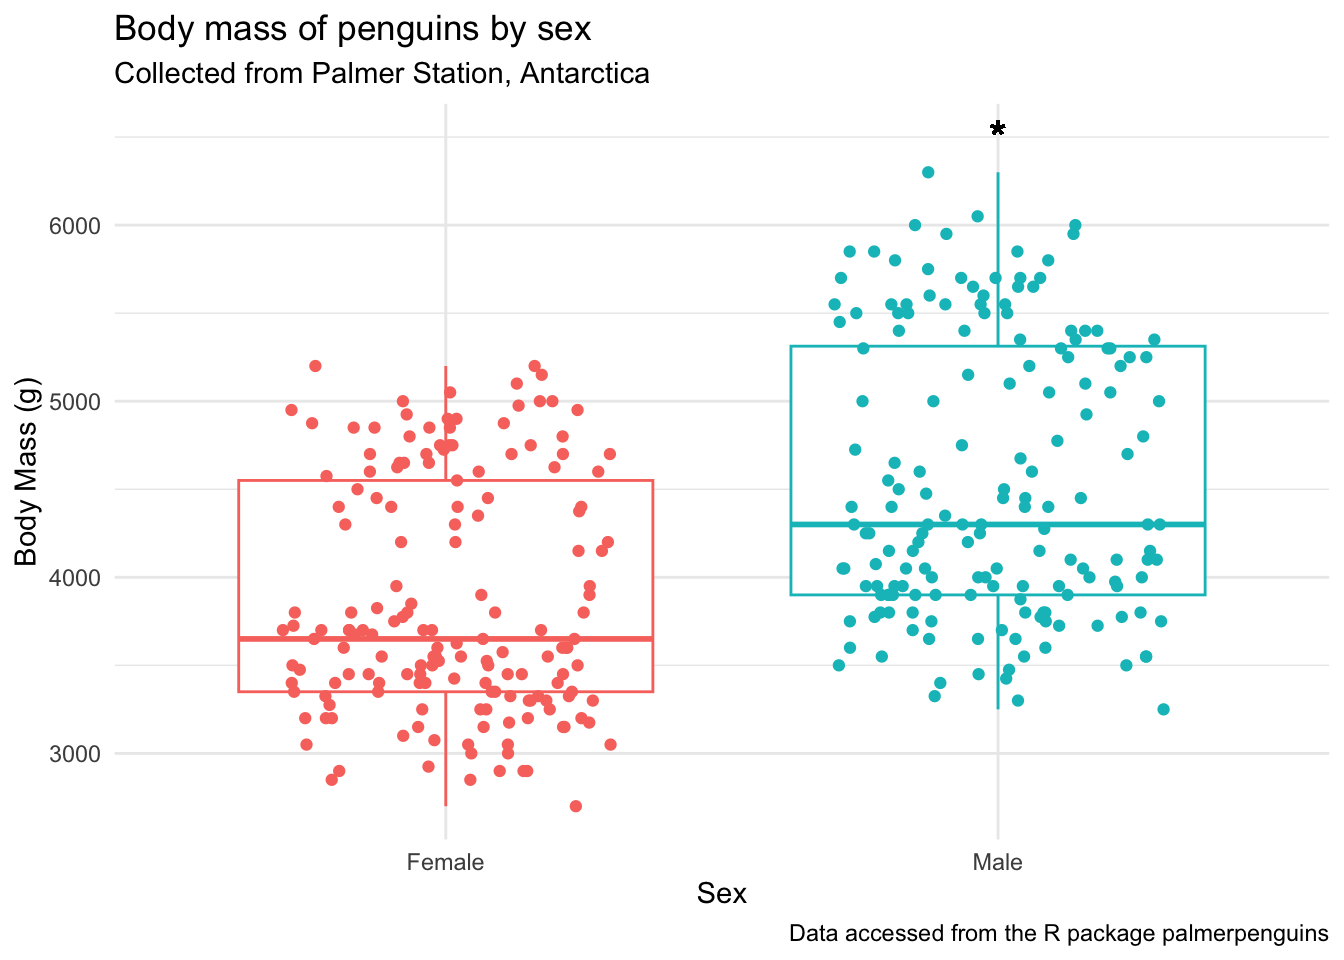 Body mass of penguins by sex
Collected from Palmer Station, Antarctica
*
6000
5000
4000
3000
Body Mass (g)
Female
Male
Sex
Data accessed from the R package palmerpenguins